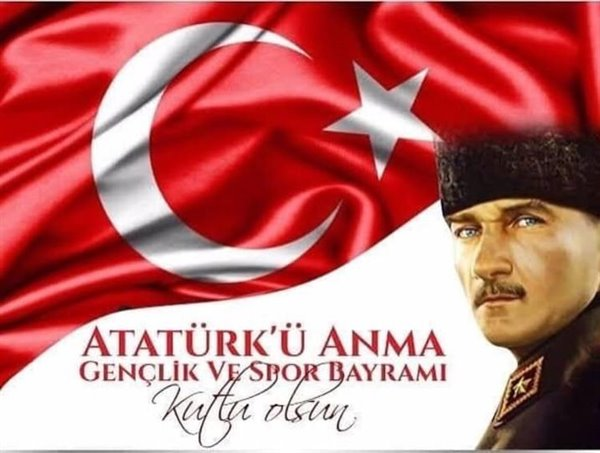 ATATÜRK'Ü ANMA
GENÇLİK VE SPOR BAYRAMI
Kutlu olsun